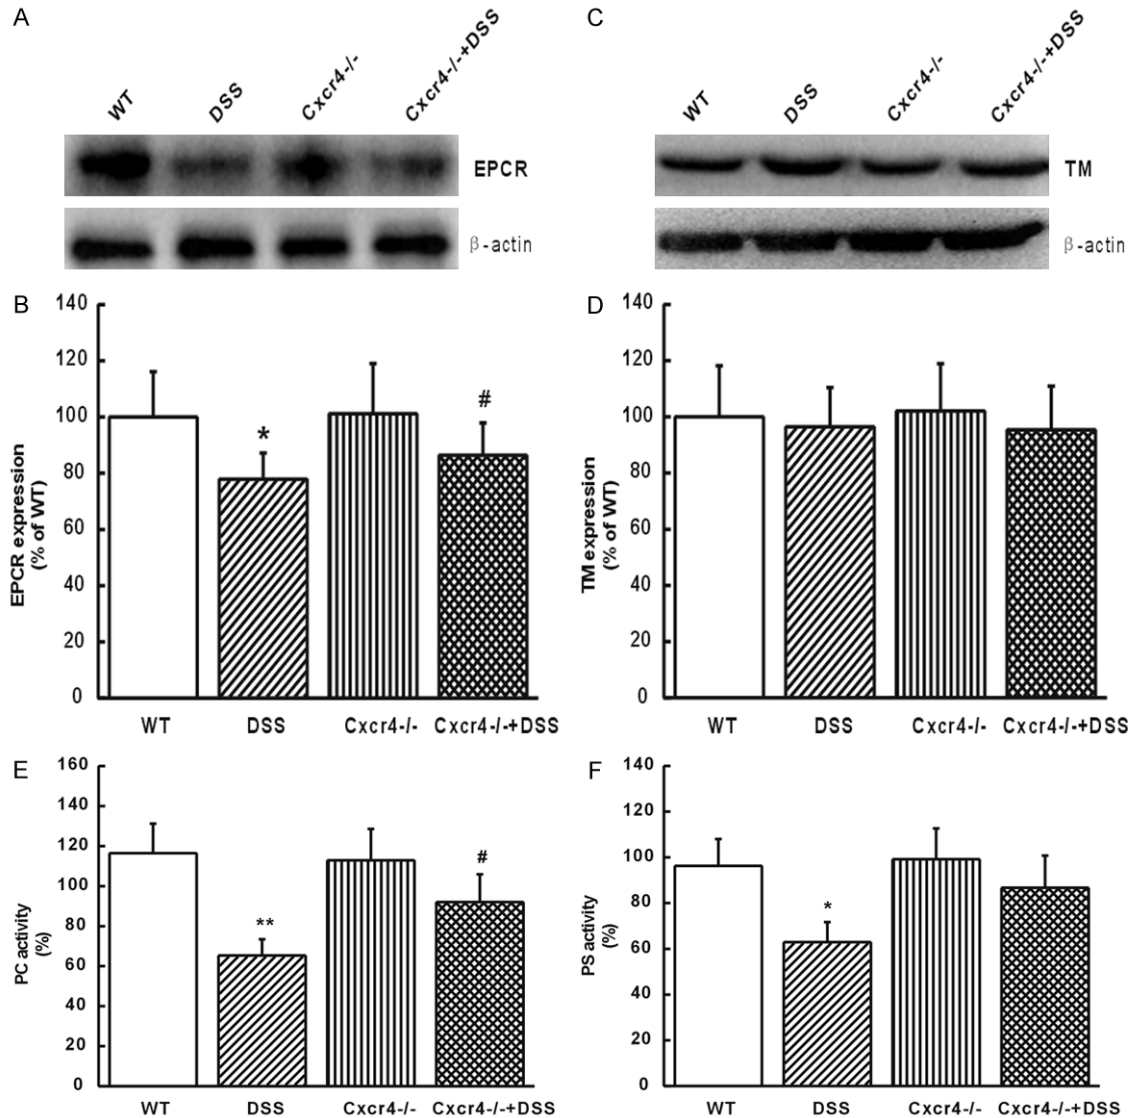 A
WT
DSS
Cxcr4-/-
Cxcr4-/-+DSS
EPCR
β-actin
C
WT
DSS
Cxcr4-/-
Cxcr4-/-+DSS
TM
β-actin
B
140
120
100
80
60
40
20
0
EPCR expression
(% of WT)
*
#
WT
DSS
Cxcr4-/-
Cxcr4-/-+DSS
D
140
120
100
80
60
40
20
0
TM expression
(% of WT)
WT
DSS
Cxcr4-/-
Cxcr4-/-+DSS
E
160
140
120
100
80
60
40
20
0
PC activity
(%)
**
#
WT
DSS
Cxcr4-/-
Cxcr4-/-+DSS
F
140
120
100
80
60
40
20
0
PS activity
(%)
*
WT
DSS
Cxcr4-/-
Cxcr4-/-+DSS